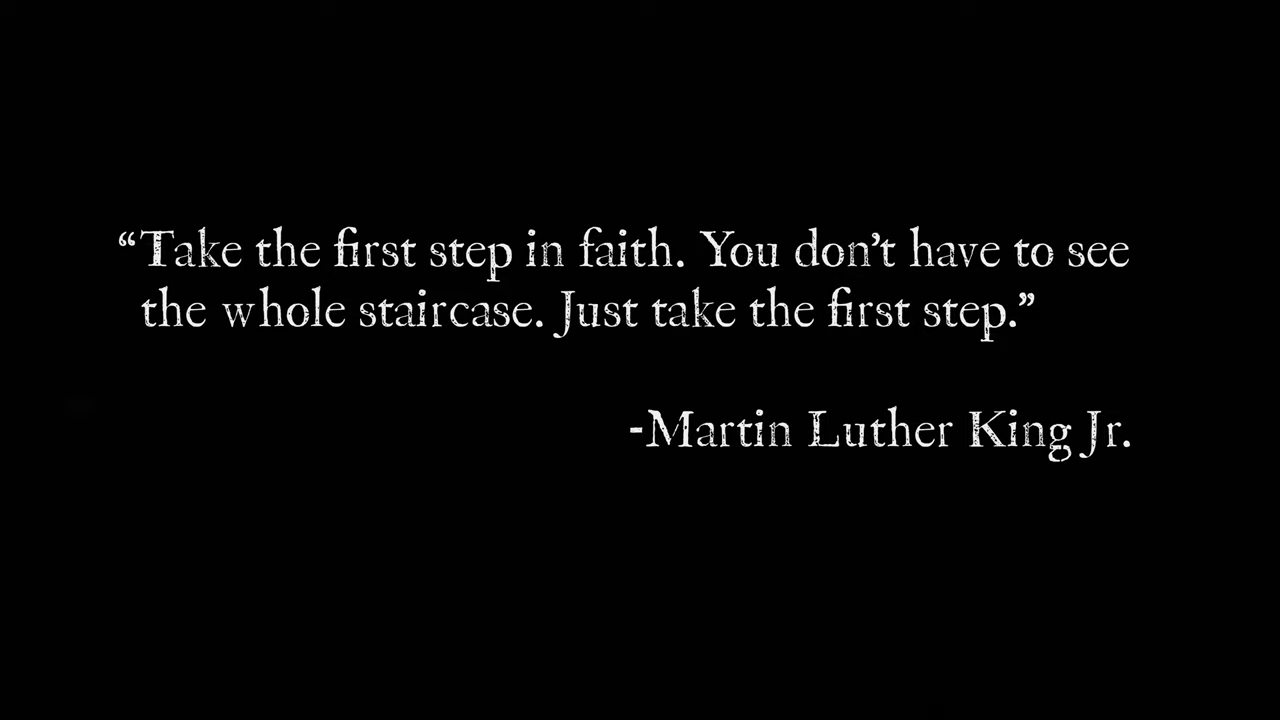 “Take the first step in faith. You don’t have to see
the whole staircase. Just take the first step.”
-Martin Luther King Jr.